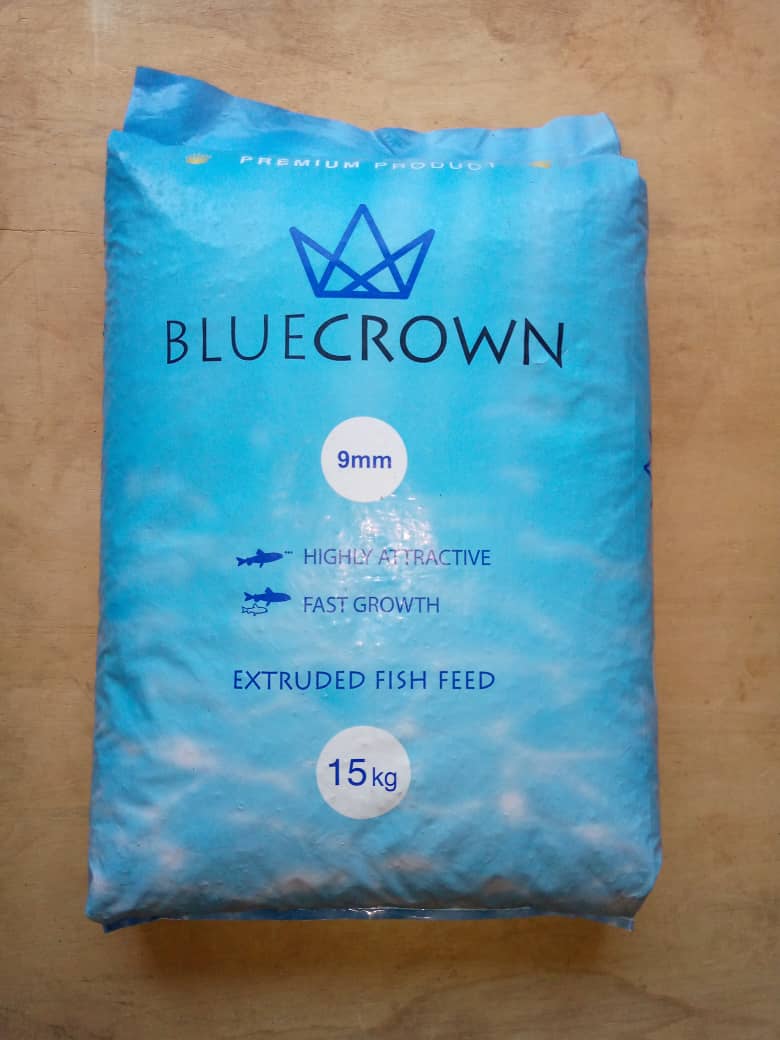 PREMIUM PRODUCT
BLUECROWN
9mm
HIGHLY ATTRACTIVE
FAST GROWTH
EXTRUDED FISH FEED
15kg